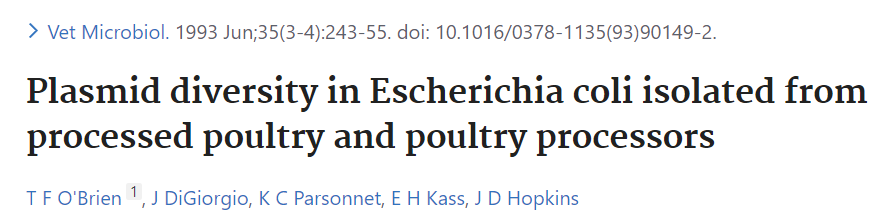 > Vet Microbiol. 1993 Jun;35(3-4):243-55. doi: 10.1016/0378-1135(93)90149-2.
Plasmid diversity in Escherichia coli isolated from
processed poultry and poultry processors
T F O'Brien 1, J DiGiorgio, K C Parsonnet, E H Kass, J D Hopkins